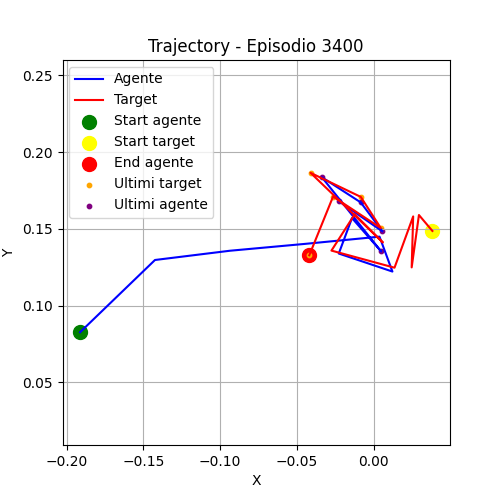 Trajectory - Episodio 3400
Agente
Target
Start agente
Start target
End agente
Ultimi target
Ultimi agente
0.25
0.20
0.15
0.10
0.05
Y
−0.20
−0.15
−0.10
−0.05
0.00
X